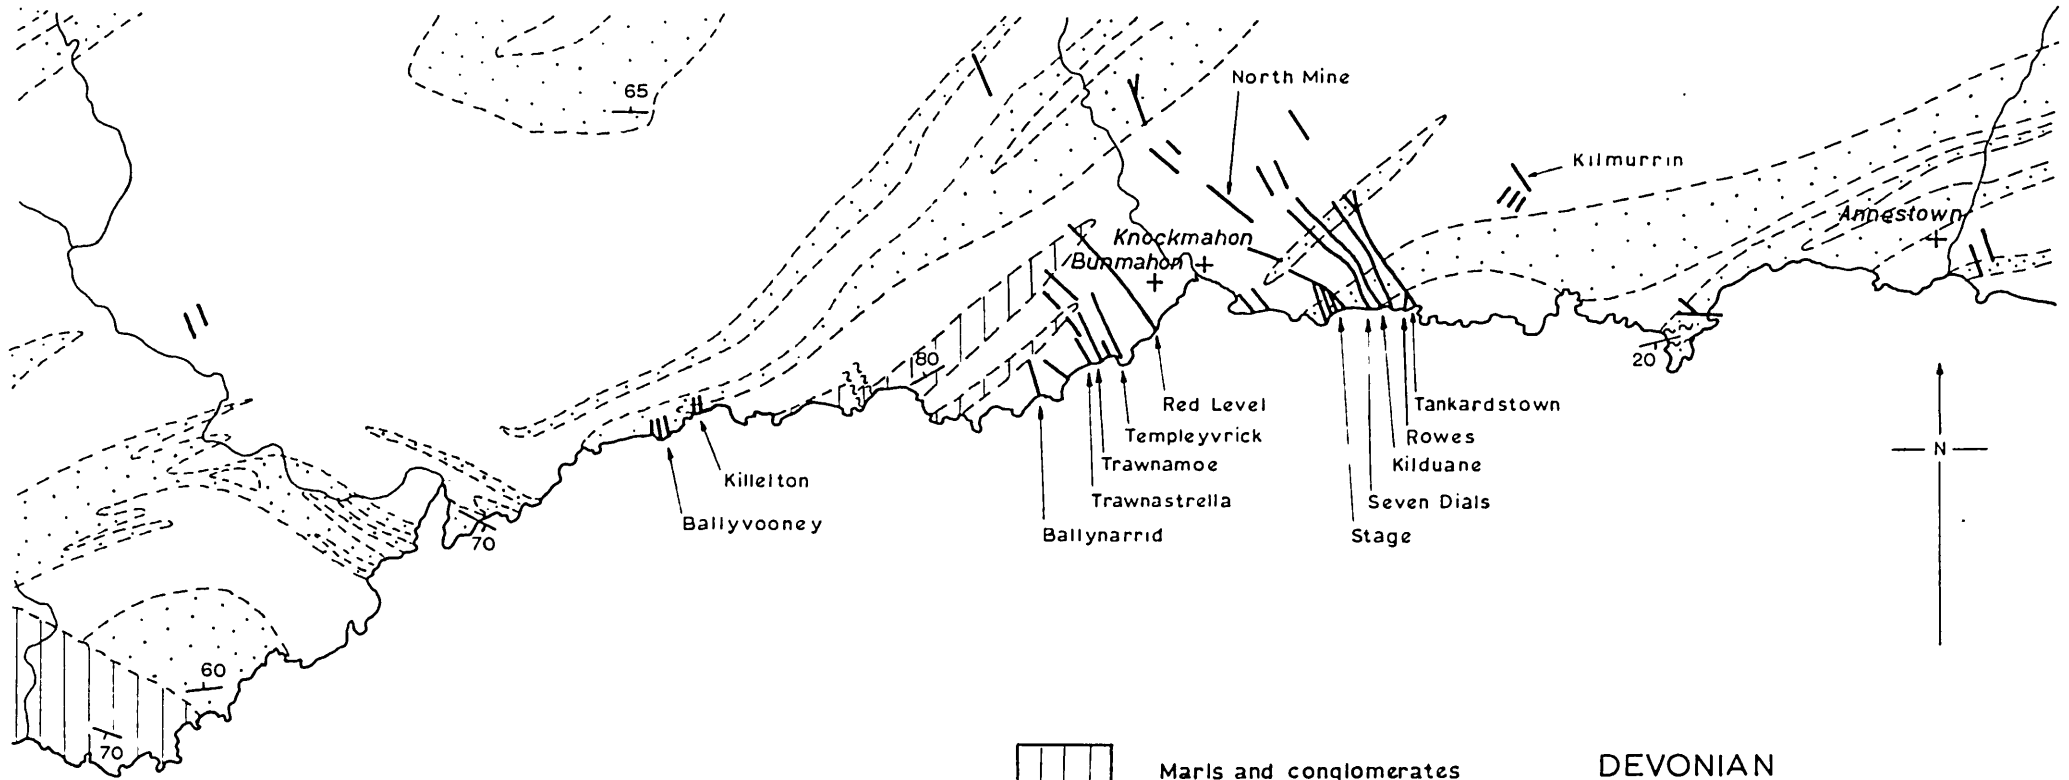 65
North Mine
Kilmurrin
Annestown
Knockmahon
Bunmahon
80
20
Red Level
Tankardstown
Templeyvrick
Rowes
Trawnamoe
Kilduane
N
Killelton
Trawnastrella
Seven Dials
Ballyvooney
Ballynarrid
Stage
70
60
70
Marls and conglomerates
DEVONIAN